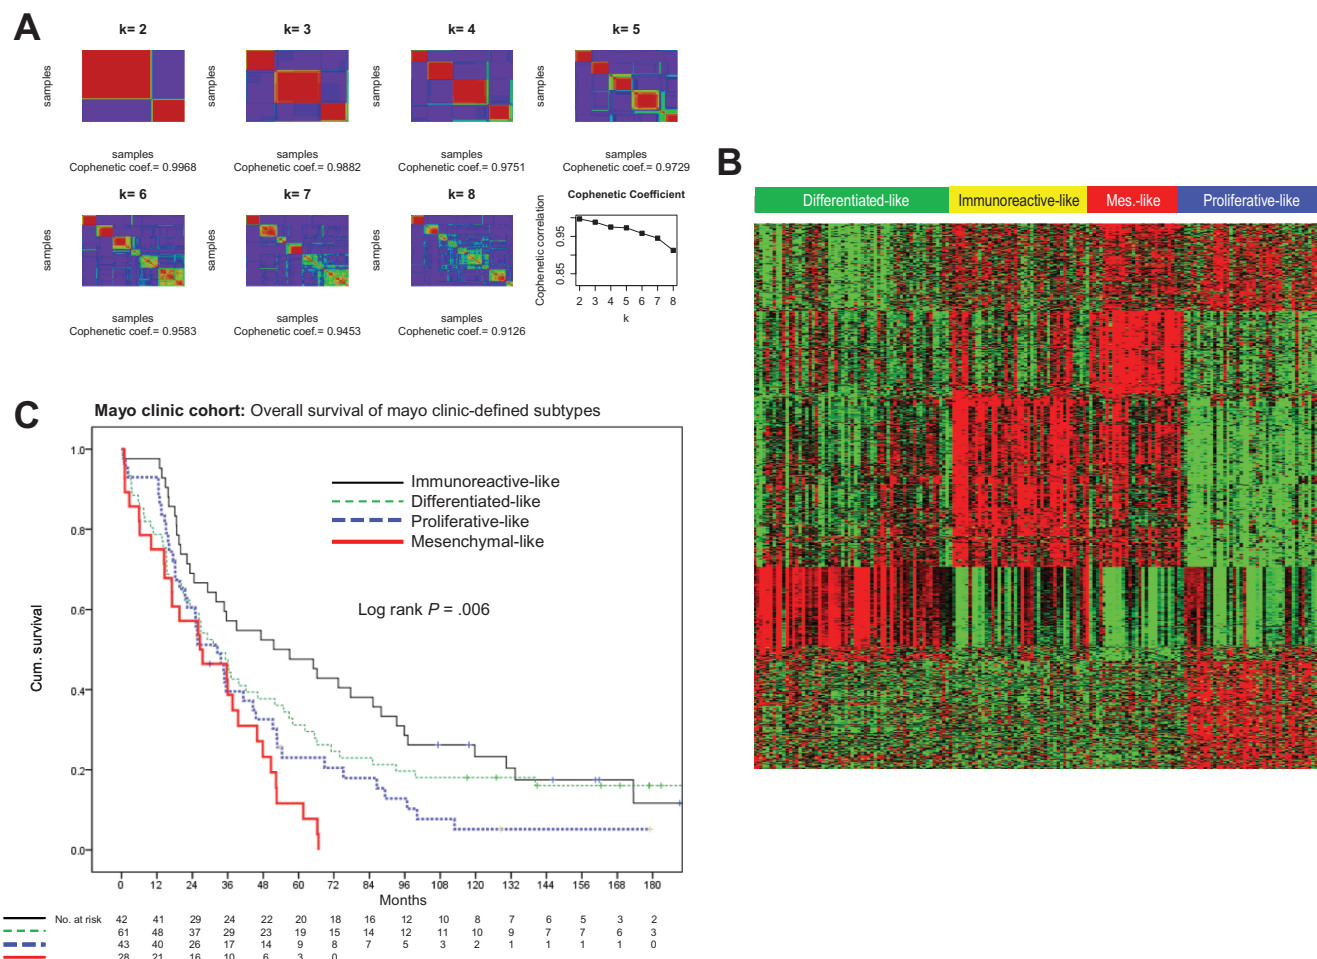 A
k= 2
k= 3
k= 4
k= 5
samples
samples
samples
samples
samples
samples
samples
samples
Cophenetic coef.= 0.9968
Cophenetic coef.= 0.9882
Cophenetic coef.= 0.9751
Cophenetic coef.= 0.9729
k= 6
k= 7
k= 8
Cophenetic Coefficient
samples
samples
samples
Cophenetic correlation
0.95
0.85
2 3 4 5 6 7 8
k
samples
samples
samples
Cophenetic coef.= 0.9583
Cophenetic coef.= 0.9453
Cophenetic coef.= 0.9126
B
Differentiated-like
Immunoreactive-like
Mes.-like
Proliferative-like
C
Mayo clinic cohort: Overall survival of mayo clinic-defined subtypes
Immunoreactive-like
Differentiated-like
Proliferative-like
Mesenchymal-like
Log rank P = .006
Cum. survival
1.0
0.8
0.6
0.4
0.2
0.0
0 12 24 36 48 60 72 84 96 108 120 132 144 156 168 180
Months
No. at risk 42 41 29 24 22 20 18 16 12 10 8 7 6 5 3 2
61 48 37 29 23 19 15 14 12 11 10 9 7 7 6 3
43 40 26 17 14 9 8 7 5 3 2 1 1 1 1 0
28 21 16 10 6 3 0